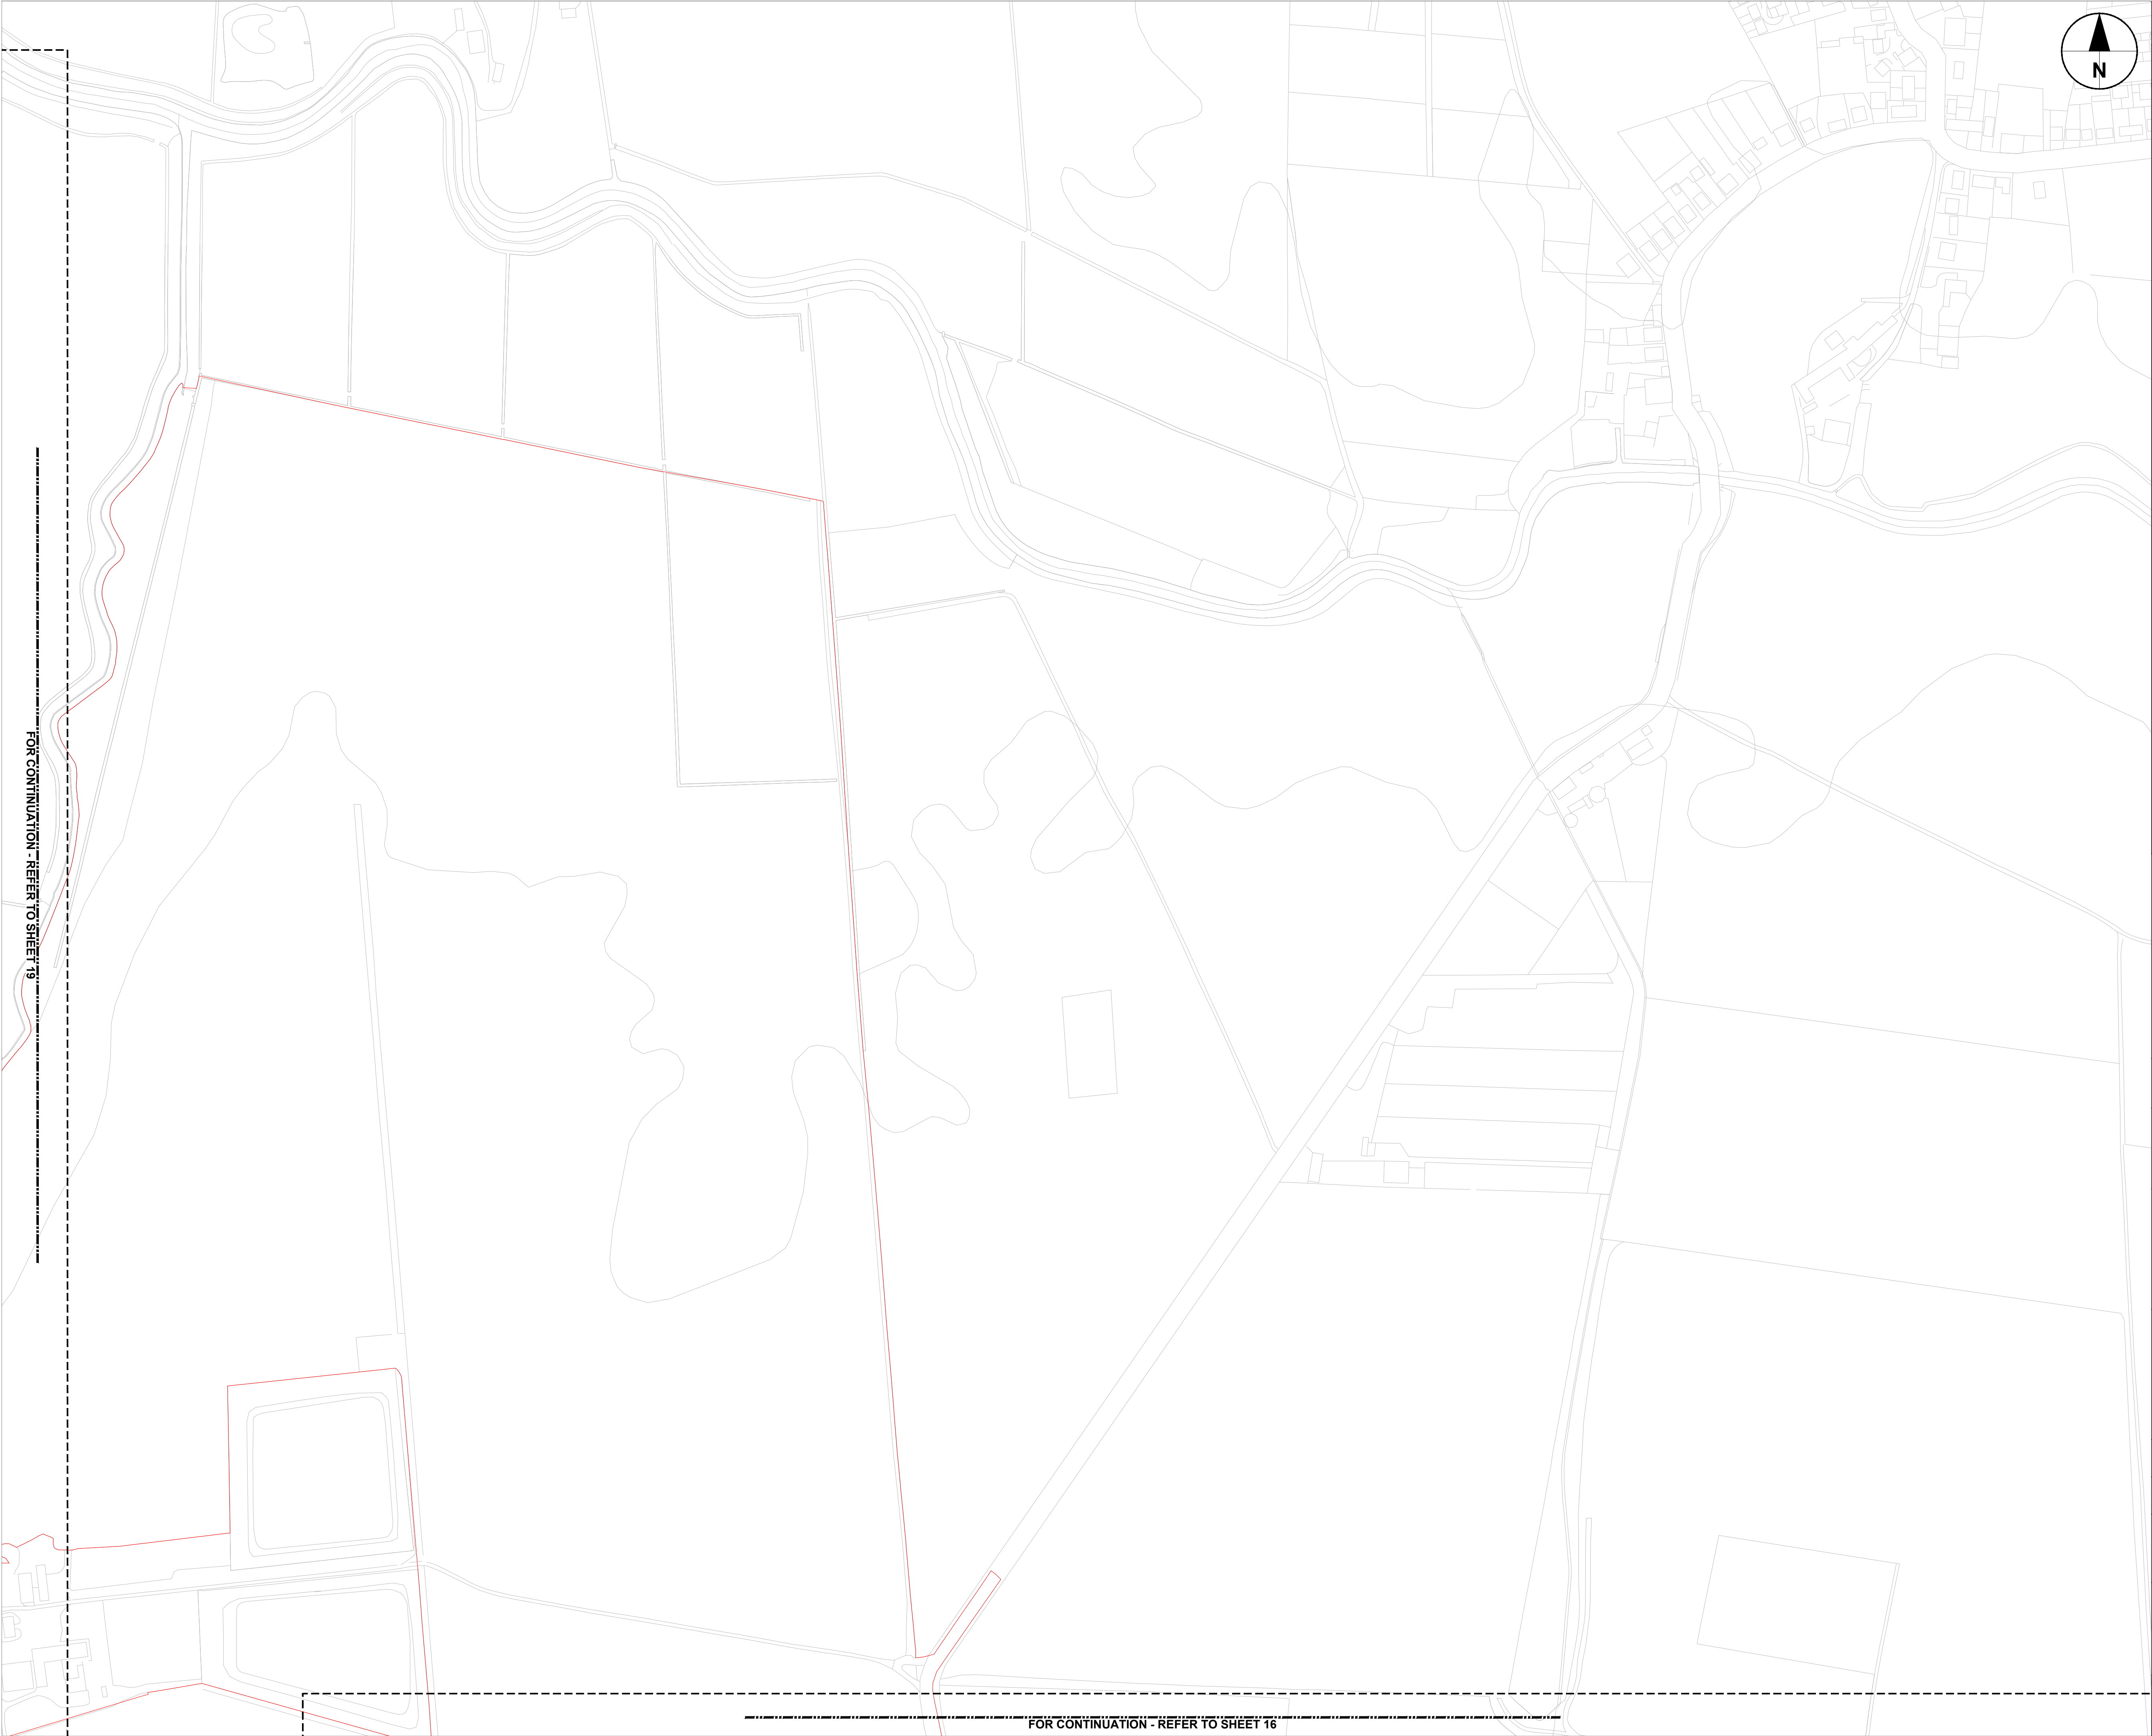 N
FOR CONTINUATION - REFER TO SHEET 19
FOR CONTINUATION - REFER TO SHEET 16